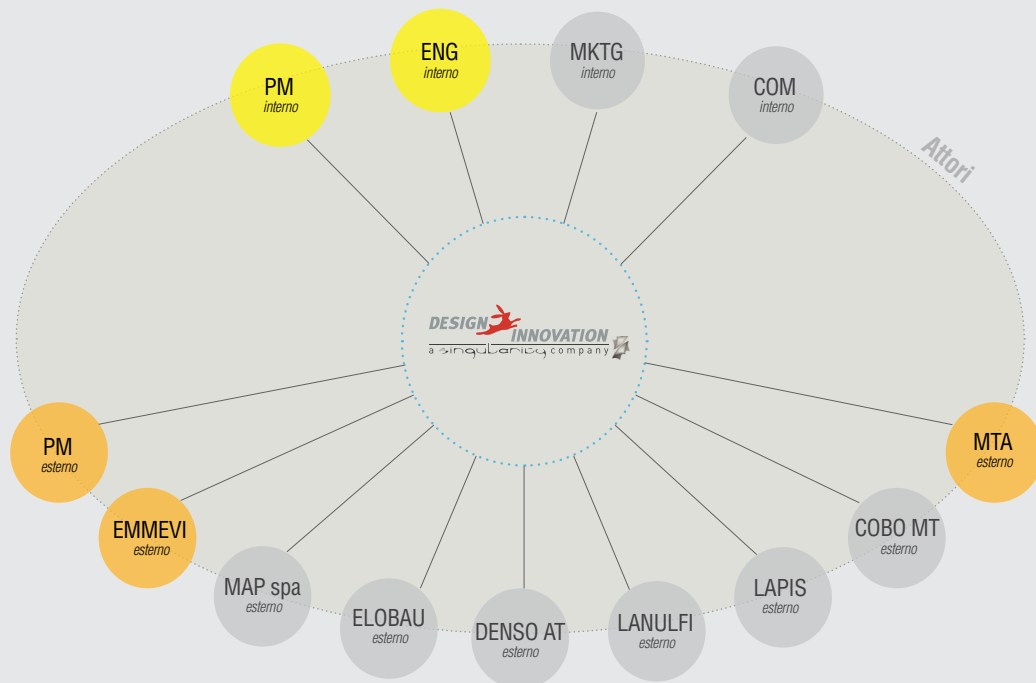 ENG
interno
MKTG
interno
PM
interno
COM
interno
Attori
DESIGN
INNOVATION
a singularity company
PM
esterno
MTA
esterno
EMMEVI
esterno
COBO MT
esterno
MAP spa
esterno
LAPIS
esterno
ELOBAU
esterno
DENSO AT
esterno
LANULFI
esterno